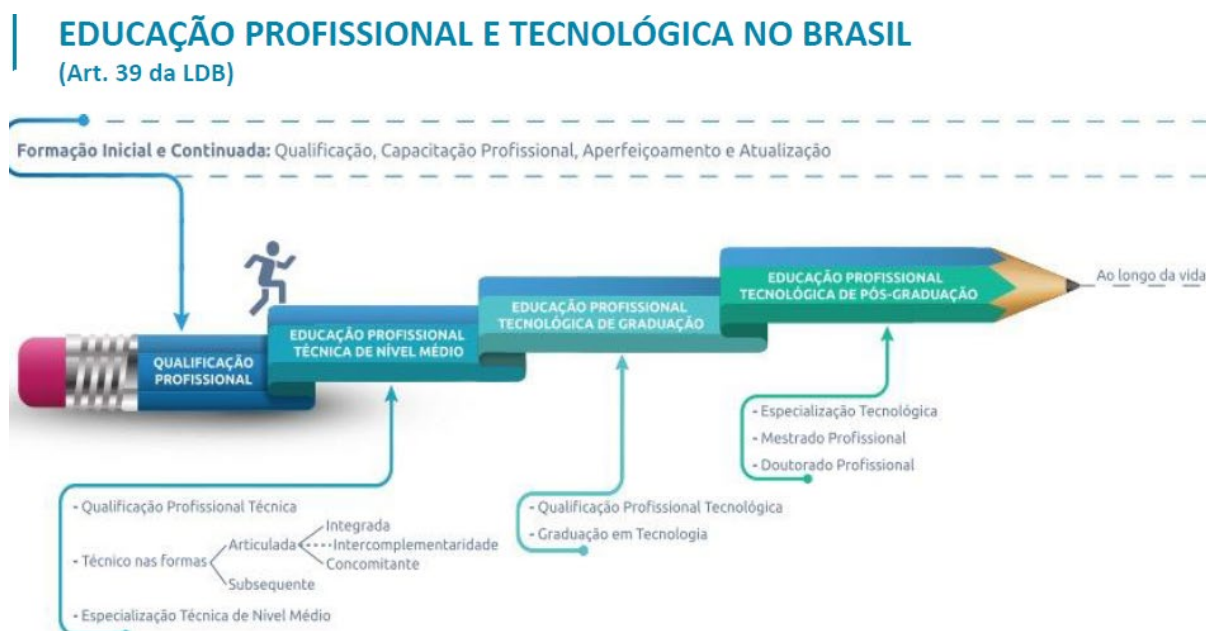 EDUCAÇÃO PROFISSIONAL E TECNOLÓGICA NO BRASIL
(Art. 39 da LDB)
Formação Inicial e Continuada: Qualificação, Capacitação Profissional, Aperfeiçoamento e Atualização
QUALIFICAÇÃO
PROFISSIONAL
EDUCAÇÃO PROFISSIONAL
TÉCNICA DE NÍVEL MÉDIO
EDUCAÇÃO PROFISSIONAL
TECNOLÓGICA DE GRADUAÇÃO
EDUCAÇÃO PROFISSIONAL
TECNOLÓGICA DE PÓS-GRADUAÇÃO
Ao longo da vida
- Qualificação Profissional Técnica
- Técnico nas formas
Articulada
Integrada
Intercomplementaridade
Concomitante
Subsequente
- Especialização Técnica de Nível Médio
- Qualificação Profissional Tecnológica
- Graduação em Tecnologia
- Especialização Tecnológica
- Mestrado Profissional
- Doutorado Profissional